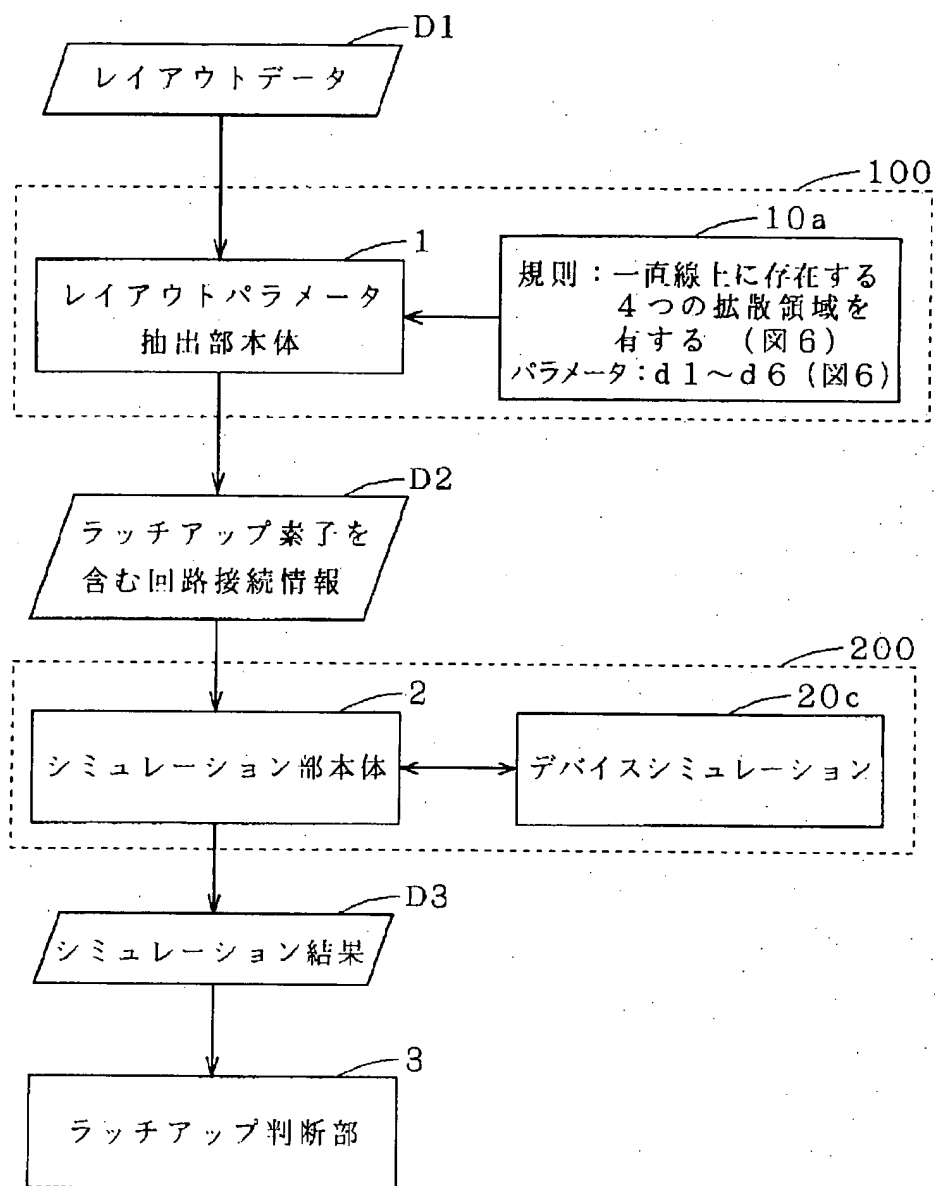 D1
レイアウトデータ
100
1
10a
レイアウトパラメータ
抽出部本体
規則：一直線上に存在する
4つの拡散領域を
有する （図6）
パラメータ：d1～d6（図6）
D2
ラッチアップ素子を
含む回路接続情報
200
2
20c
シミュレーション部本体
デバイスシミュレーション
D3
シミュレーション結果
3
ラッチアップ判断部